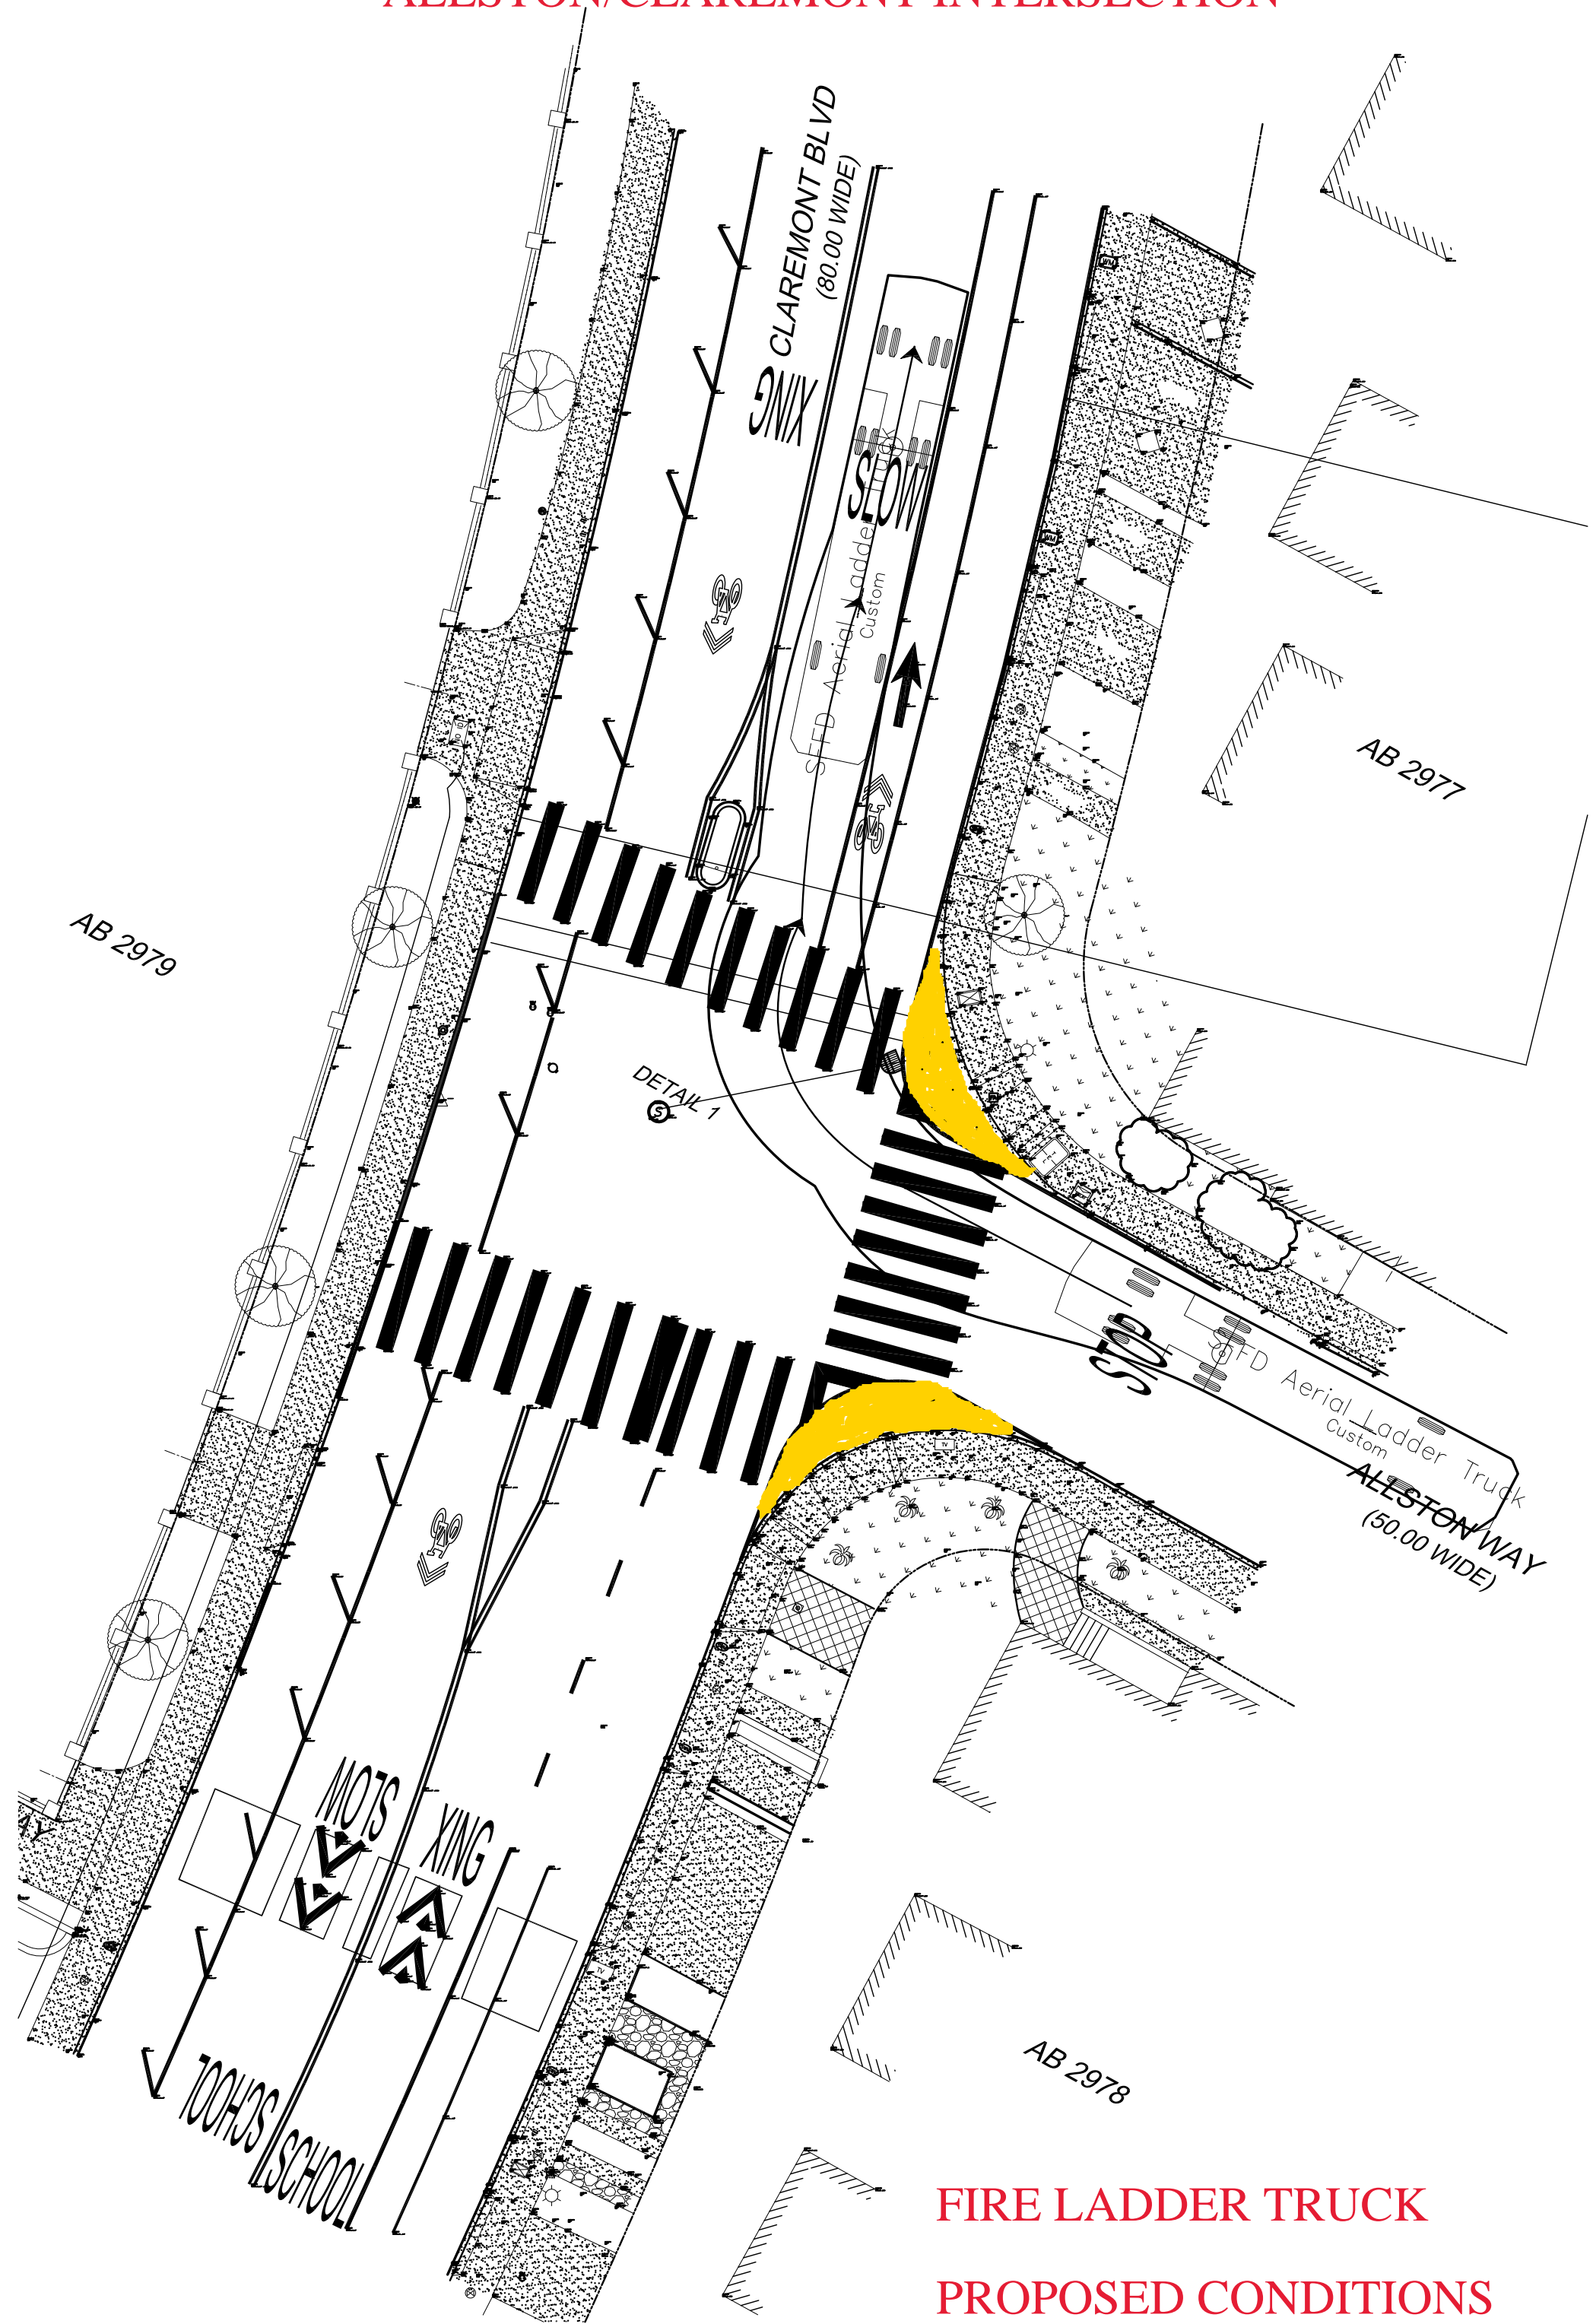 ALLSTON/CLAREMONT INTERSECTION
CLAREMONT BLVD
(80.00 WIDE)
XING
SLOW
SFD Aerial Ladder Truck
Custom
AB 2977
AB 2979
DETAIL 1
S
STOP
SFD Aerial Ladder Truck
Custom
ALLSTON WAY
(50.00 WIDE)
SLOW
XING
AY
AB 2978
SCHOOL
SCHOOL
FIRE LADDER TRUCK
PROPOSED CONDITIONS